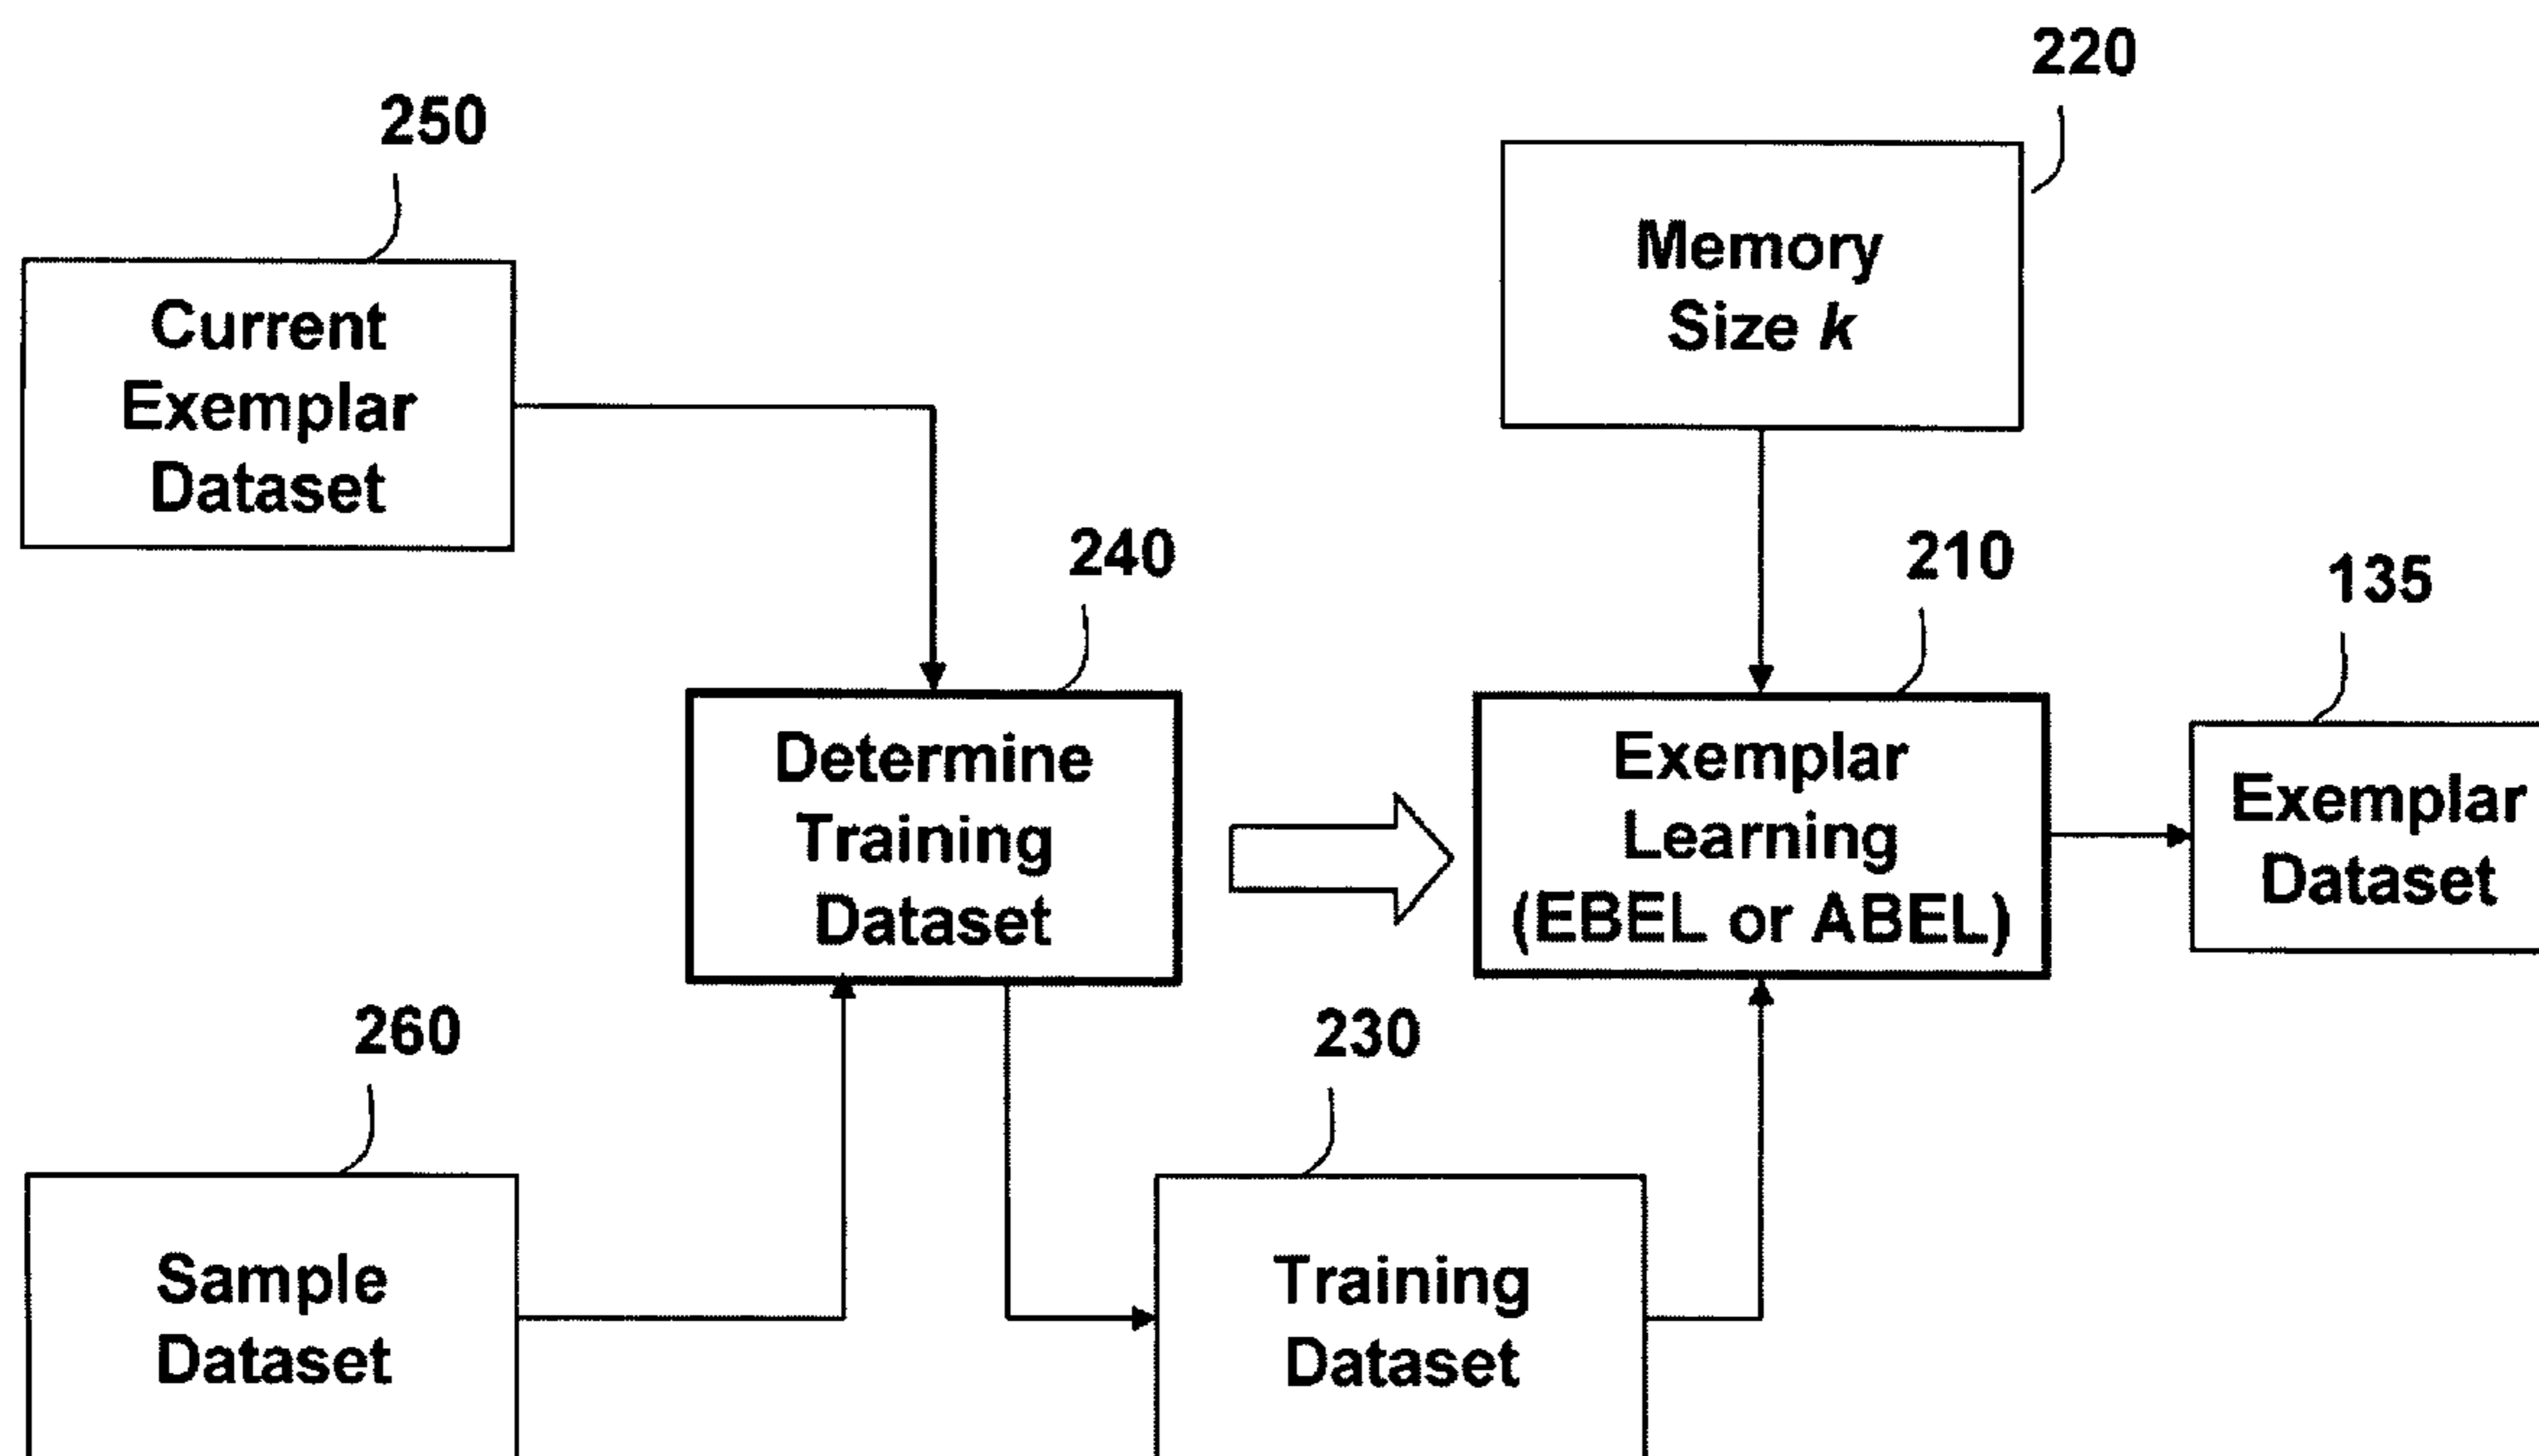 220
250
Memory
Size k
Current
Exemplar
Dataset
240
210
135
Determine
Training
Dataset
Exemplar
Learning
(EBEL or ABEL)
Exemplar
Dataset
260
230
Sample
Dataset
Training
Dataset